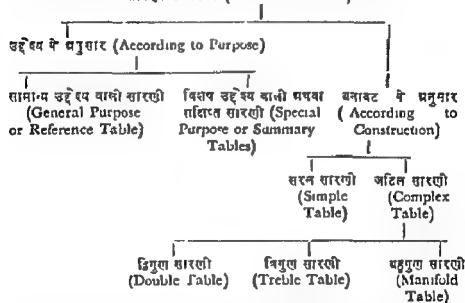 उद्देश्य के अनुसार (According to Purpose)
सामान्य उद्देश्य वाली सारणी
(General Purpose
or Reference Table)
विशेष उद्देश्य वाली अथवा
संक्षिप्त सारणी (Special
Purpose or Summary
Tables)
बनावट के अनुसार
( According to
Construction)
सरल सारणी
(Simple
Table)
जटिल सारणी
(Complex
Table)
द्विगुण सारणी
(Double Table)
त्रिगुण सारणी
(Treble Table)
बहुगुण सारणी
(Manifold
Table)